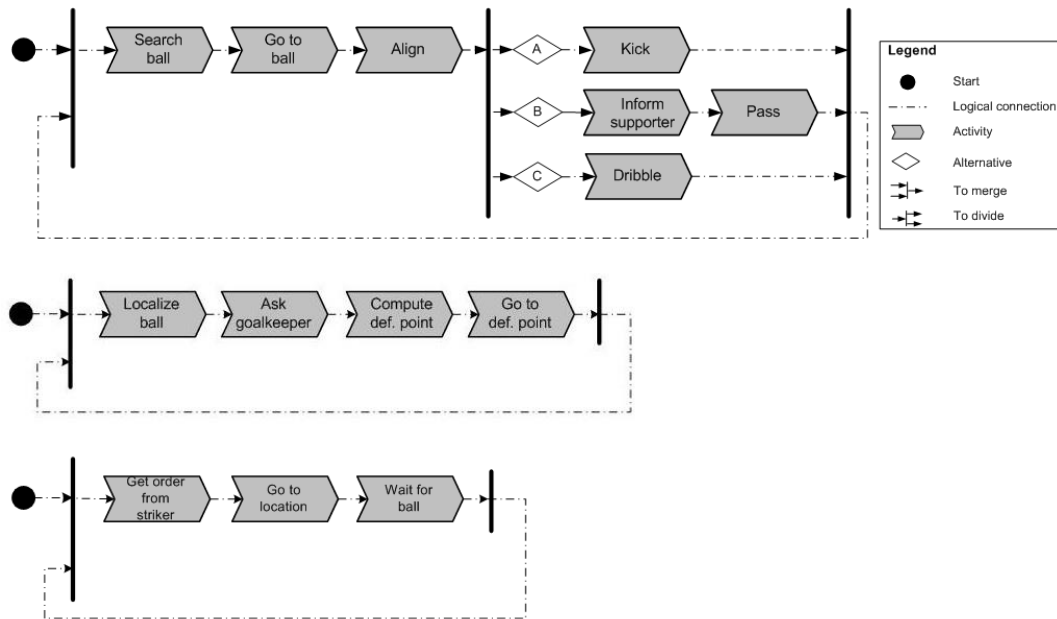 Search
ball
Go to
ball
Align
A
Kick
B
Inform
supporter
Pass
C
Dribble
Legend
Start
Logical connection
Activity
Alternative
To merge
To divide
Localize
ball
Ask
goalkeeper
Compute
def. point
Go to
def. point
Get order
from
striker
Go to
location
Wait for
ball